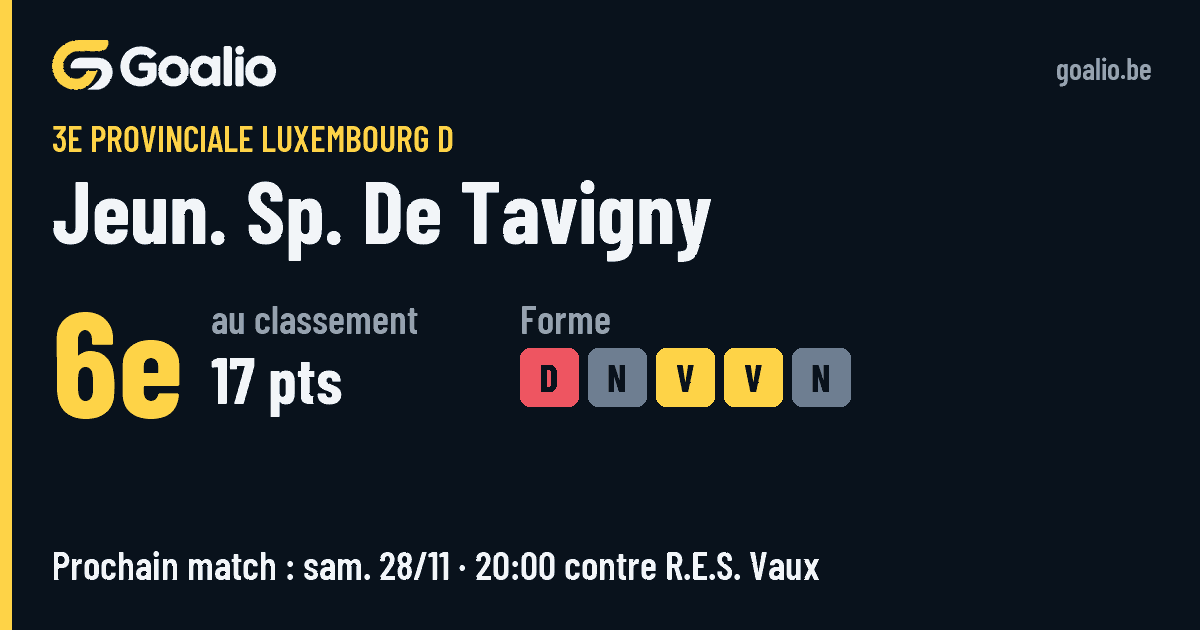 Goalio
goalio.be
3E PROVINCIALE LUXEMBOURG D
Jeun. Sp. De Tavigny
6e
au classement
17 pts
Forme
D N V V N
Prochain match : sam. 28/11 · 20:00 contre R.E.S. Vaux